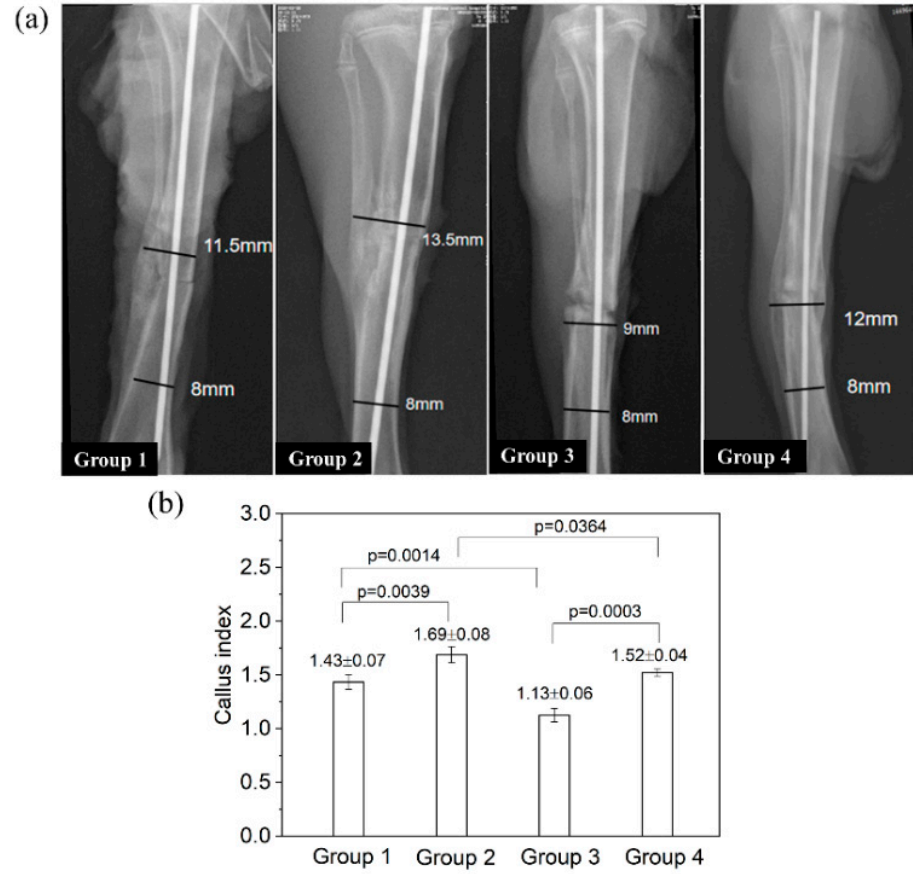 (a)
11.5mm
8mm
Group 1
13.5mm
8mm
Group 2
9mm
8mm
Group 3
12mm
8mm
Group 4
(b)
3.0
2.5
2.0
1.5
1.0
0.5
0.0
Callus index
p=0.0364
p=0.0014
p=0.0039
p=0.0003
1.43±0.07
1.69±0.08
1.13±0.06
1.52±0.04
Group 1 Group 2 Group 3 Group 4